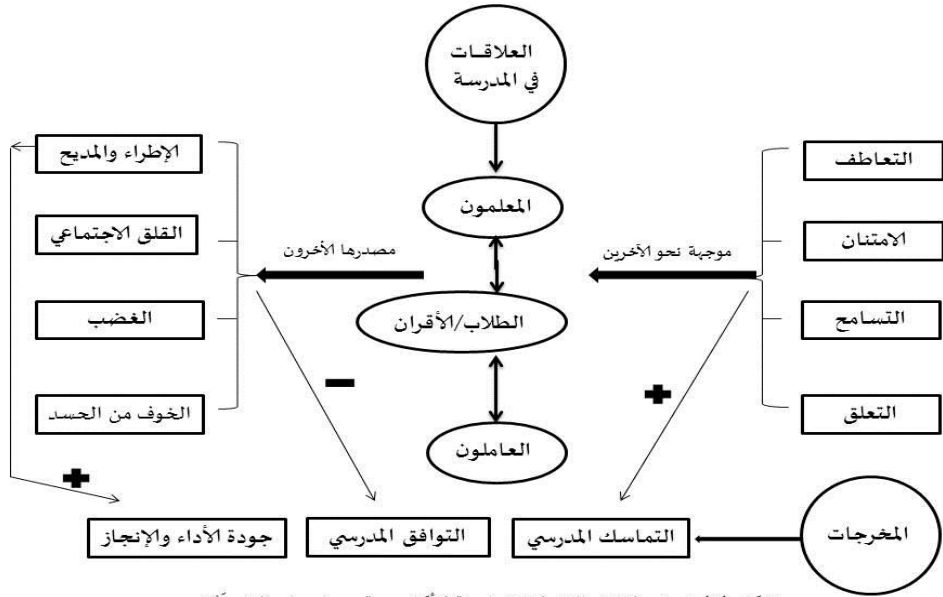 العلاقات
في المدرسة
الإطراء والمديح
التعاطف
المعلمون
القلق الاجتماعي
الامتنان
مصدرها الأخرون
موجهة نحو الآخرين
الغضب
الطلاب/الأقران
التسامح
−
+
الخوف من الحسد
التعلق
العاملون
+
المخرجات
جودة الأداء والإنجاز
التوافق المدرسي
التماسك المدرسي